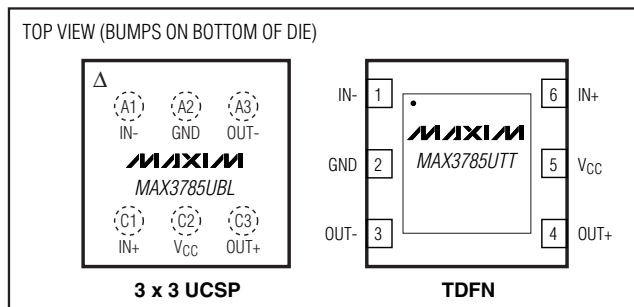 TOP VIEW (BUMPS ON BOTTOM OF DIE)
Δ
A1 A2 A3
IN- GND OUT-
MAXIM
MAX3785UBL
C1 C2 C3
IN+ VCC OUT+
3 x 3 UCSP
IN- 1 6 IN+
MAXIM
MAX3785UTT
GND 2 5 VCC
OUT- 3 4 OUT+
TDFN